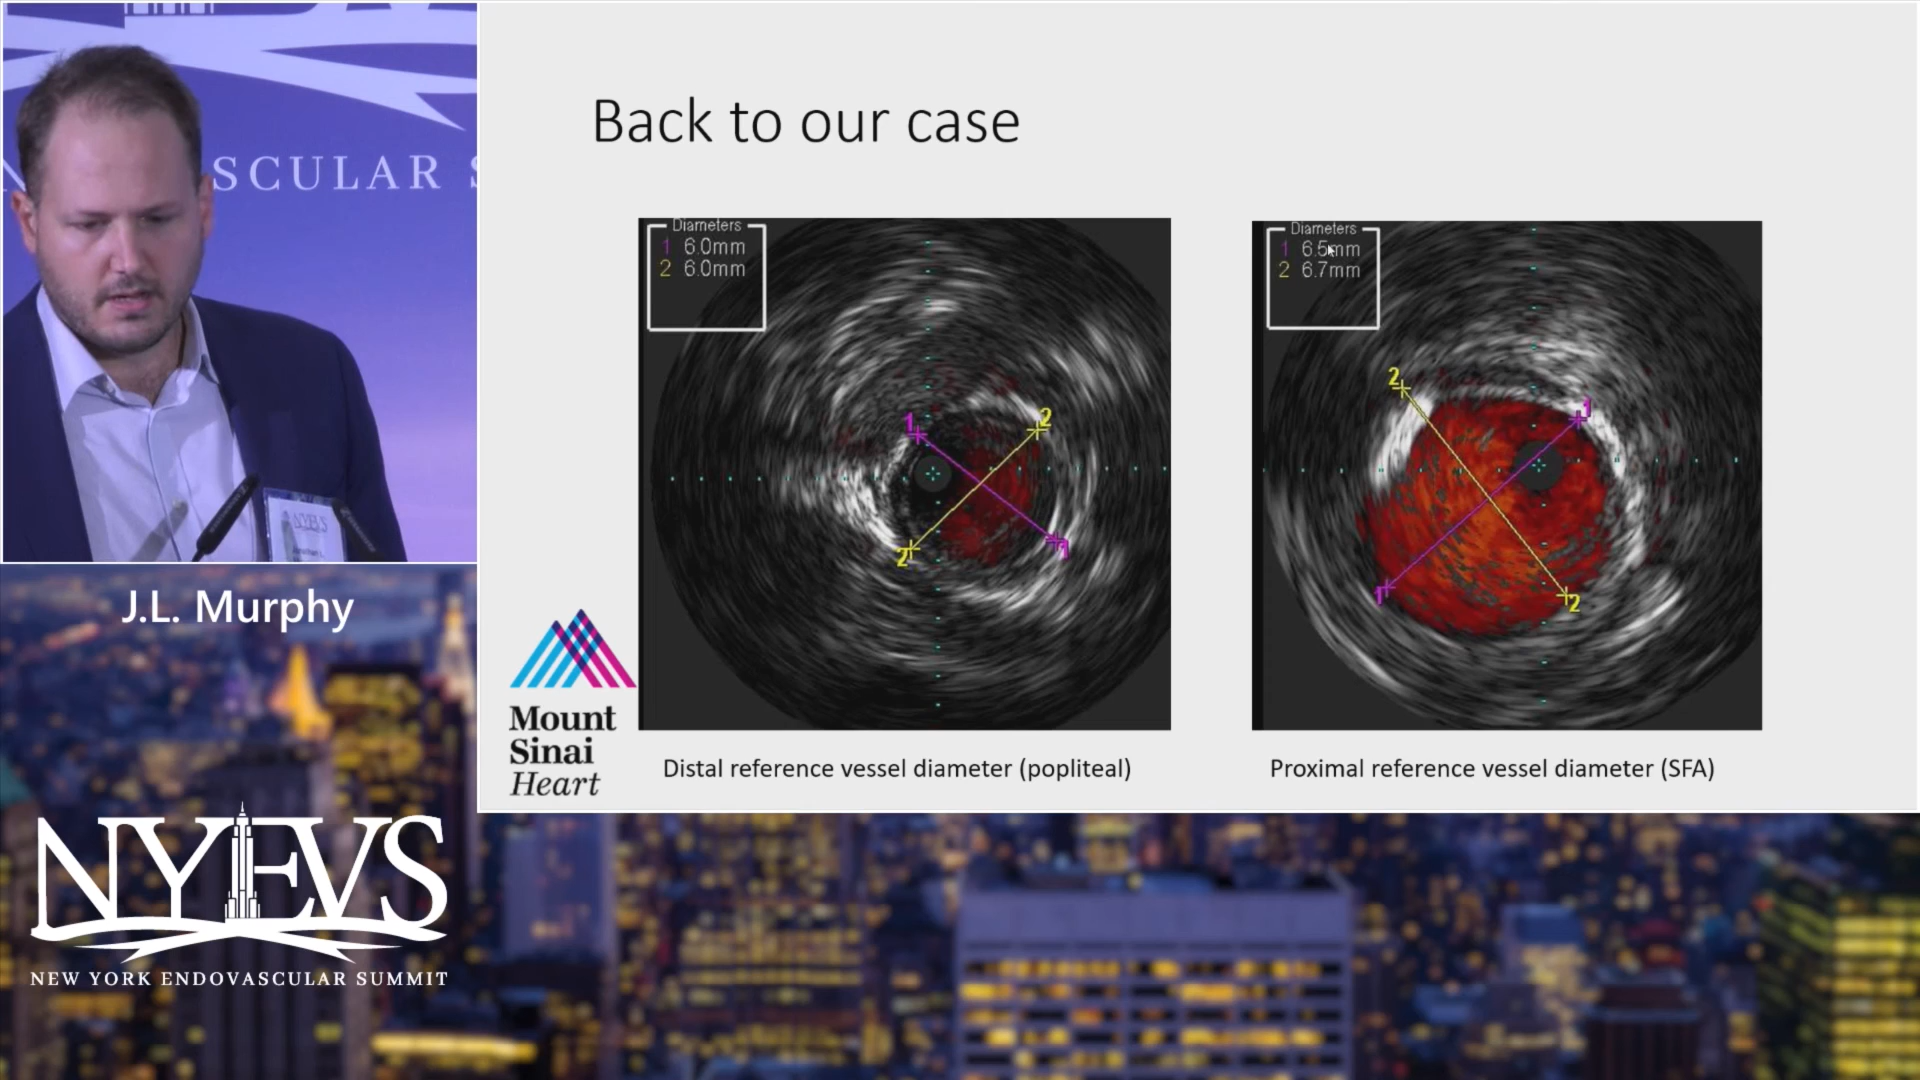 SCULAR
NYEVS
J.L. Murphy
NYEVS
NEW YORK ENDOVASCULAR SUMMIT
Back to our case
Diameters
1 6.0mm
2 6.0mm
1
2
2
1
Distal reference vessel diameter (popliteal)
Diameters
1 6.5mm
2 6.7mm
2
1
1
2
Proximal reference vessel diameter (SFA)
Mount
Sinai
Heart